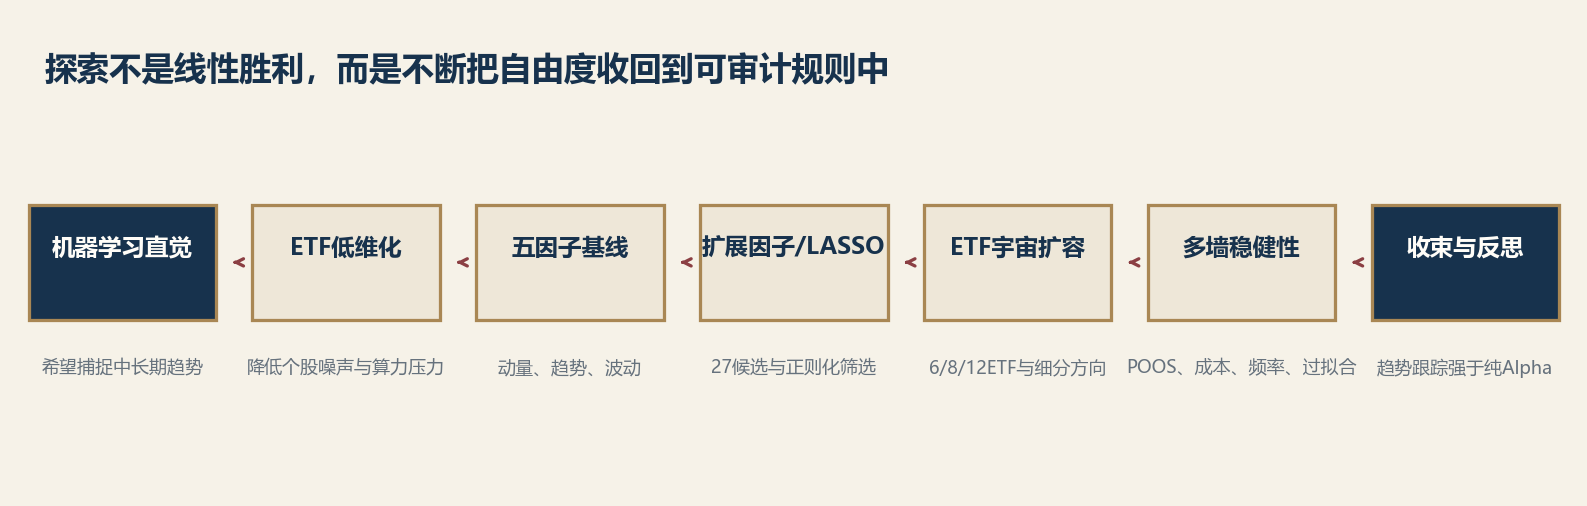 探索不是线性胜利，而是不断把自由度收回到可审计规则中
机器学习直觉
ETF低维化
五因子基线
扩展因子/LASSO
ETF宇宙扩容
多墙稳健性
收束与反思
希望捕捉中长期趋势
降低个股噪声与算力压力
动量、趋势、波动
27候选与正则化筛选
6/8/12ETF与细分方向
POOS、成本、频率、过拟合
趋势跟踪强于纯Alpha